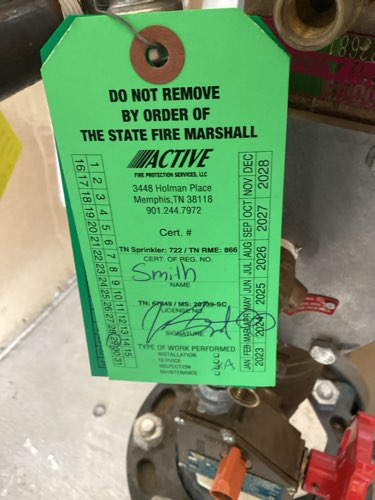 DO NOT REMOVE
BY ORDER OF
THE STATE FIRE MARSHALL
ACTIVE
FIRE PROTECTION SERVICES, LLC
3448 Holman Place
Memphis,TN 38118
901.244.7972
Cert. #
TN Sprinkler: 722 / TN RME: 866
CERT. OF REG. NO.
Smith
NAME
TN: 67849 / MS: 29709-SC
LICENSE NO.
SIGNATURE
TYPE OF WORK PERFORMED
INSTALLATION
SERVICE
INSPECTION
MAINTENANCE
1 2 3 4 5 6 7 8 9 10 11 12 13 14 15
16 17 18 19 20 21 22 23 24 25 26 27 28 29 30 31
JAN FEB MAR APR MAY JUN JUL AUG SEP OCT NOV DEC
2023 2024 2025 2026 2027 2028